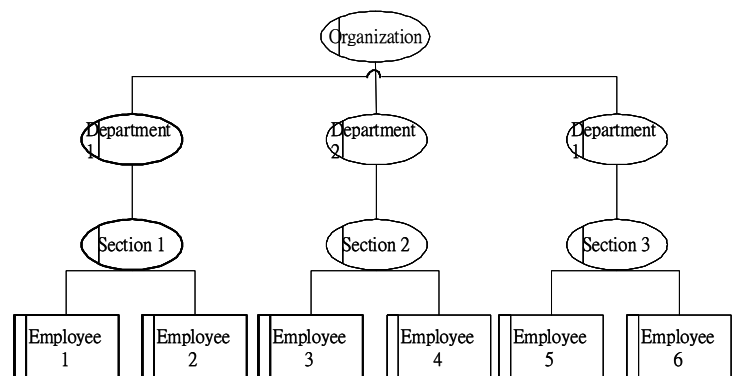 Organization
Department
1
Department
2
Department
1
Section 1
Section 2
Section 3
Employee
1
Employee
2
Employee
3
Employee
4
Employee
5
Employee
6